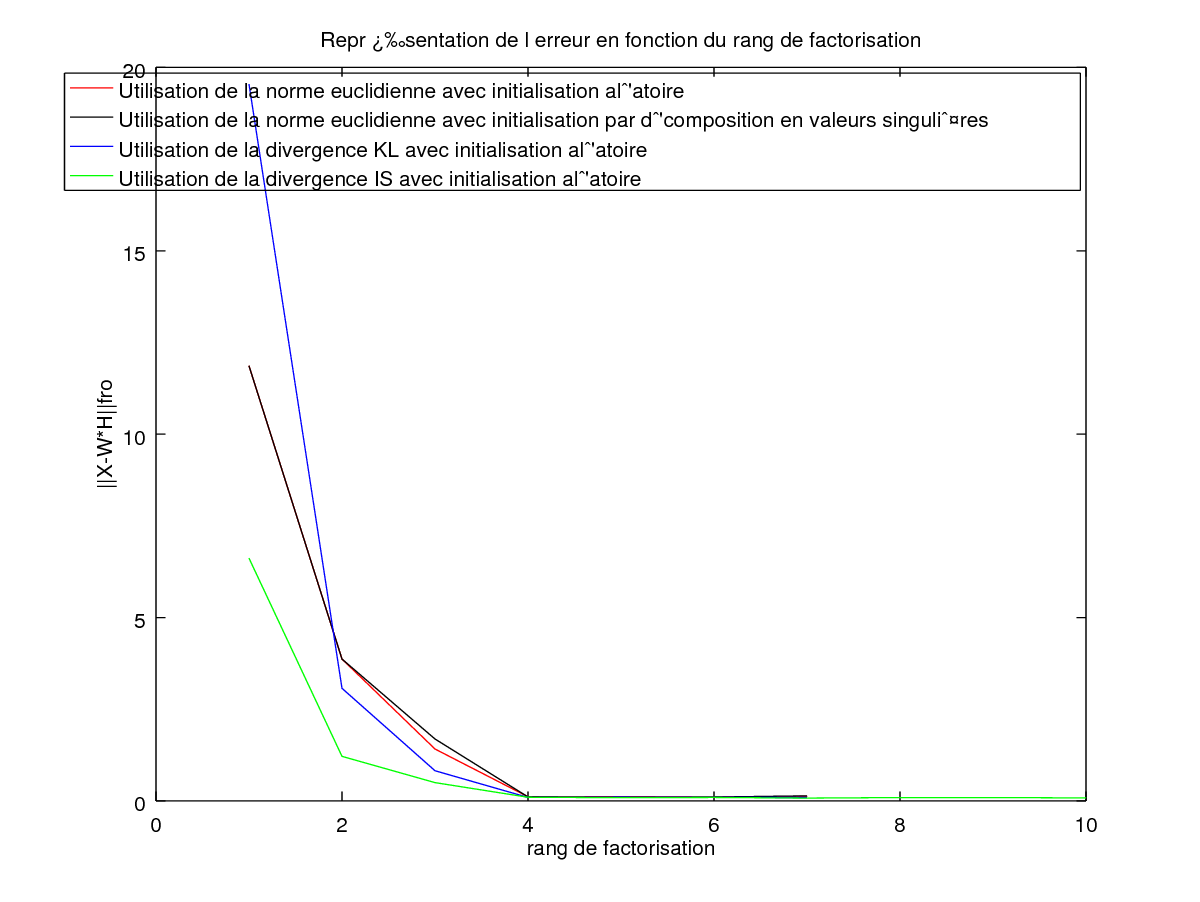 Repr ¿‰sentation de l erreur en fonction du rang de factorisation
Utilisation de la norme euclidienne avec initialisation alˆ'atoire
Utilisation de la norme euclidienne avec initialisation par dˆ'composition en valeurs singuliˆ¤res
Utilisation de la divergence KL avec initialisation alˆ'atoire
Utilisation de la divergence IS avec initialisation alˆ'atoire
20
15
10
5
0
||X-W*H||fro
0 2 4 6 8 10
rang de factorisation